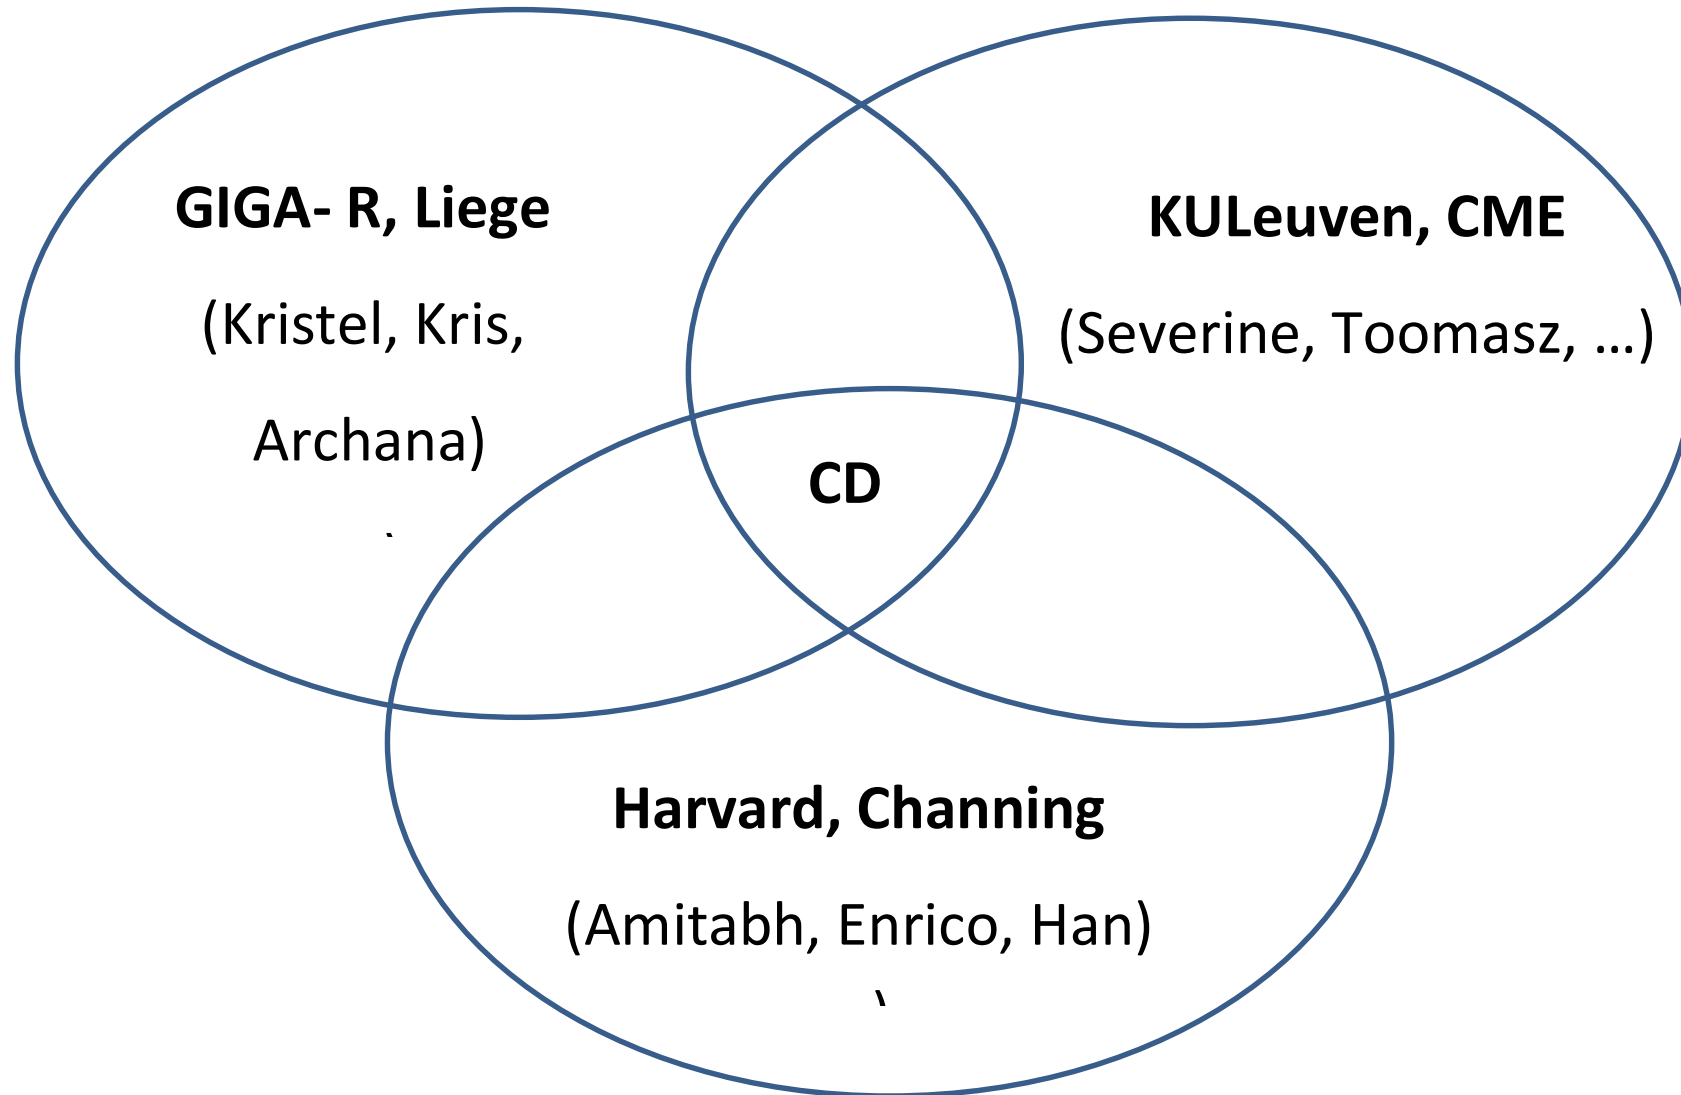 GIGA- R, Liege
(Kristel, Kris,
Archana)
KULeuven, CME
(Severine, Toomasz, ...)
CD
Harvard, Channing
(Amitabh, Enrico, Han)